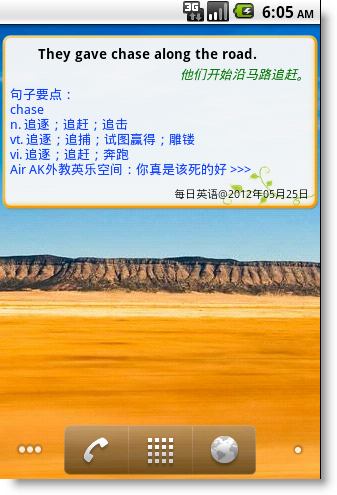 3G
6:05 AM
They gave chase along the road.
他们开始沿马路追赶。
句子要点：
chase
n. 追逐；追赶；追击
vt. 追逐；追捕；试图赢得；雕镂
vi. 追逐；追赶；奔跑
Air AK外教英乐空间：你真是该死的好 >>>
每日英语@2012年05月25日